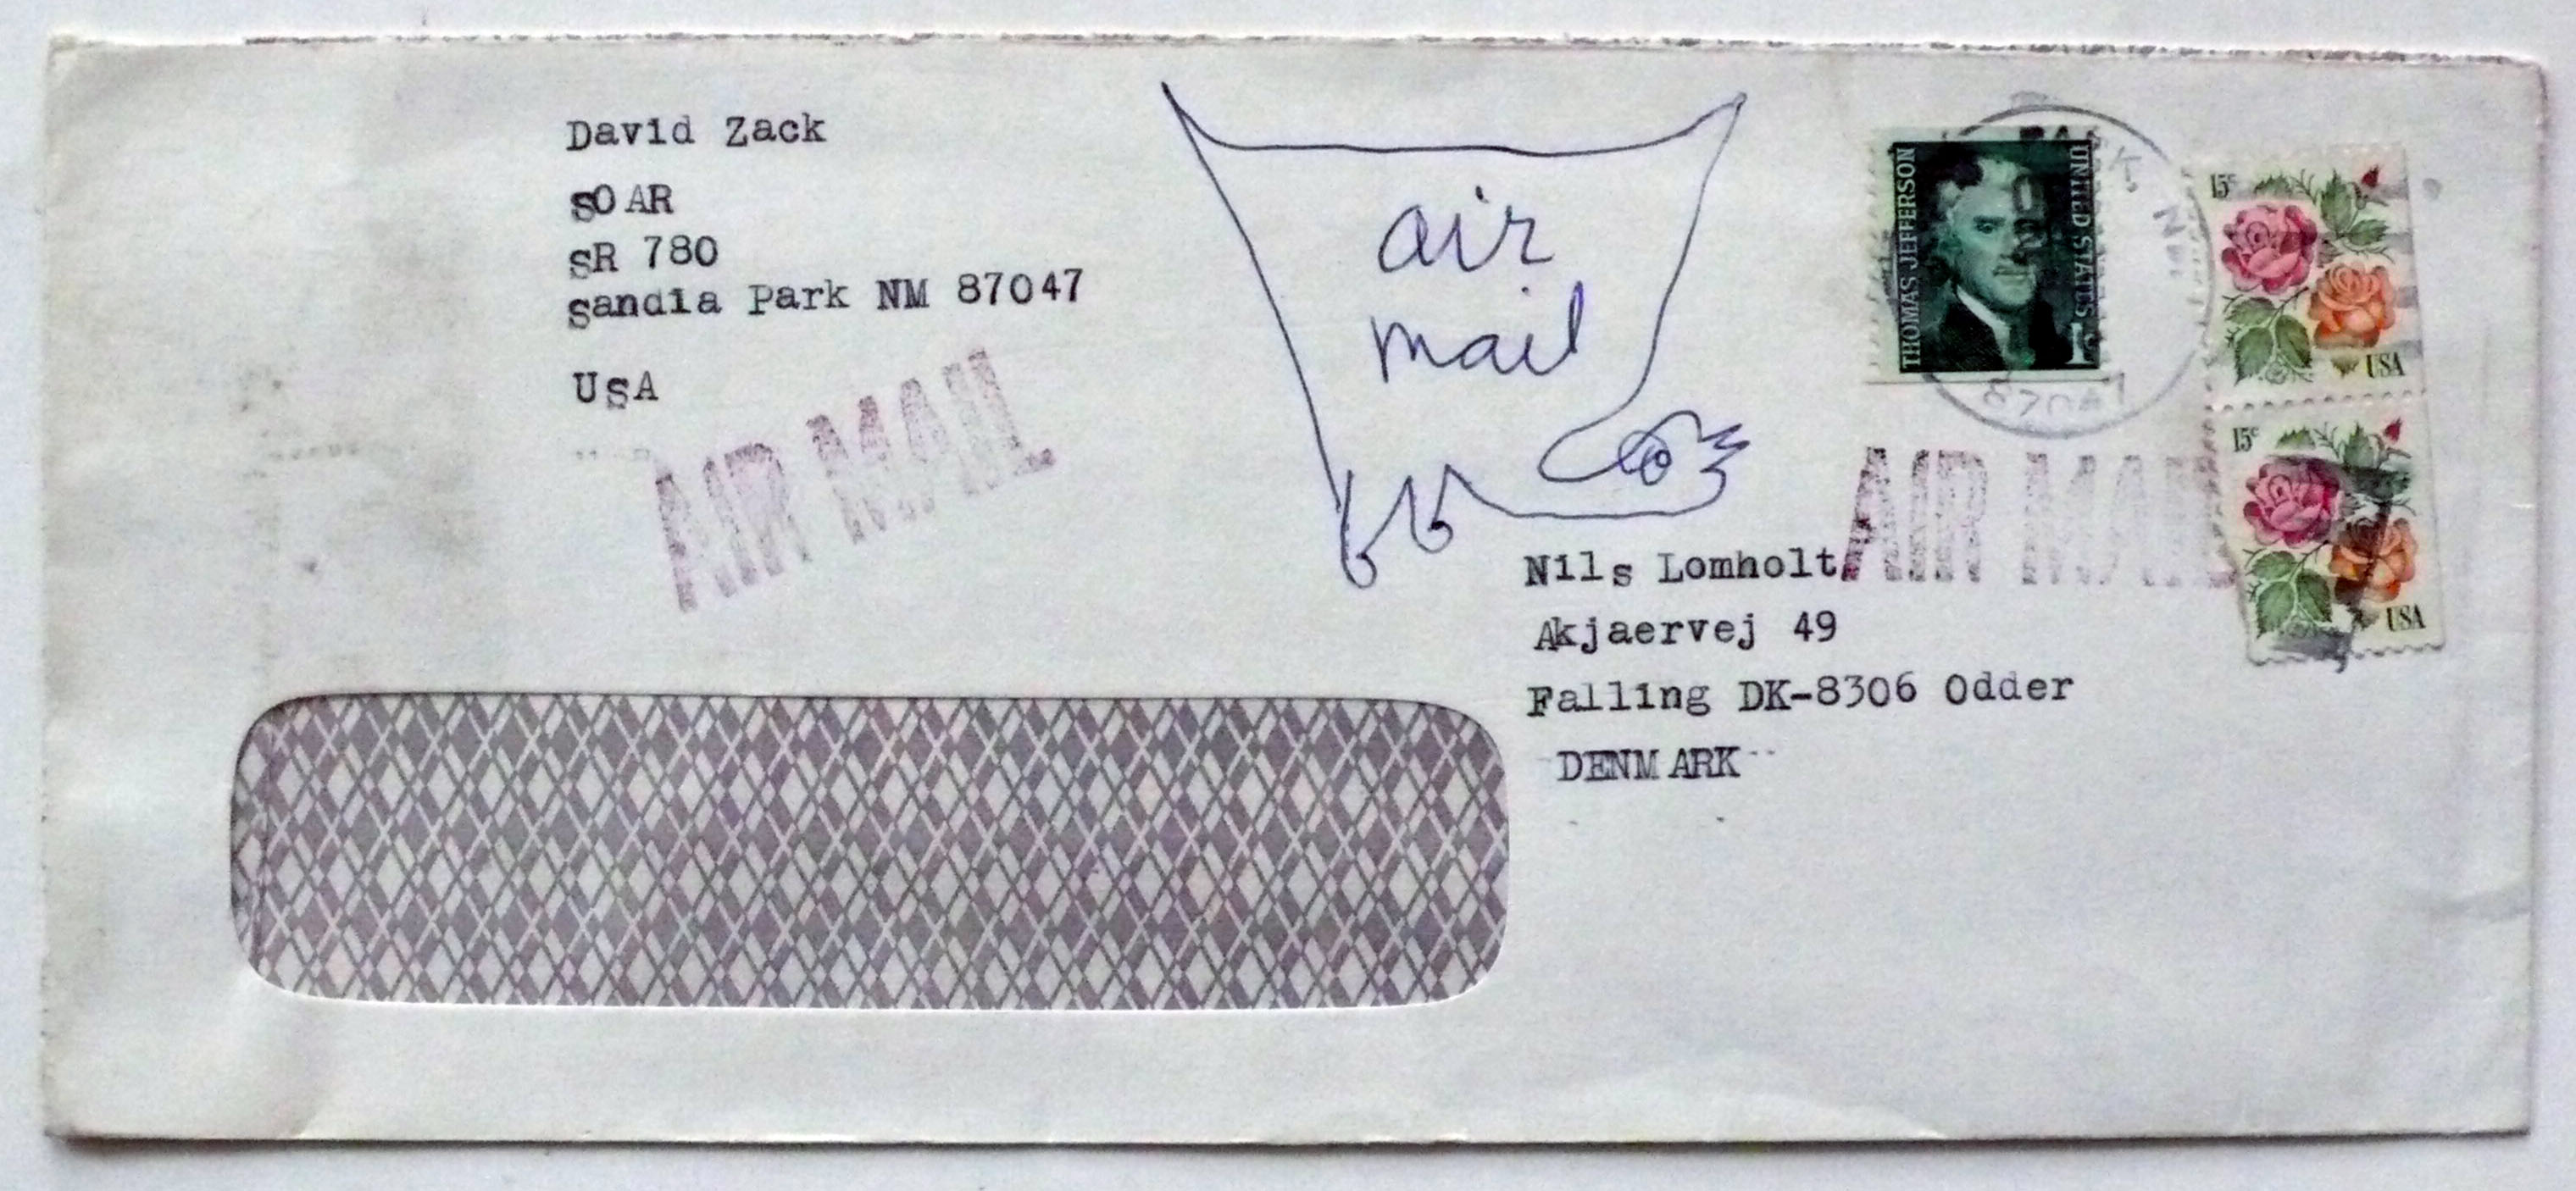 David Zack
SOAR
SR 780
Sandia Park NM 87047
USA
AIR MAIL
air
mail
THOMAS JEFFERSON
UNITED STATES 1¢
87047
15c
USA
15c
USA
AIR MAIL
Nils Lomholt
Akjaervej 49
Falling DK-8306 Odder
DENMARK